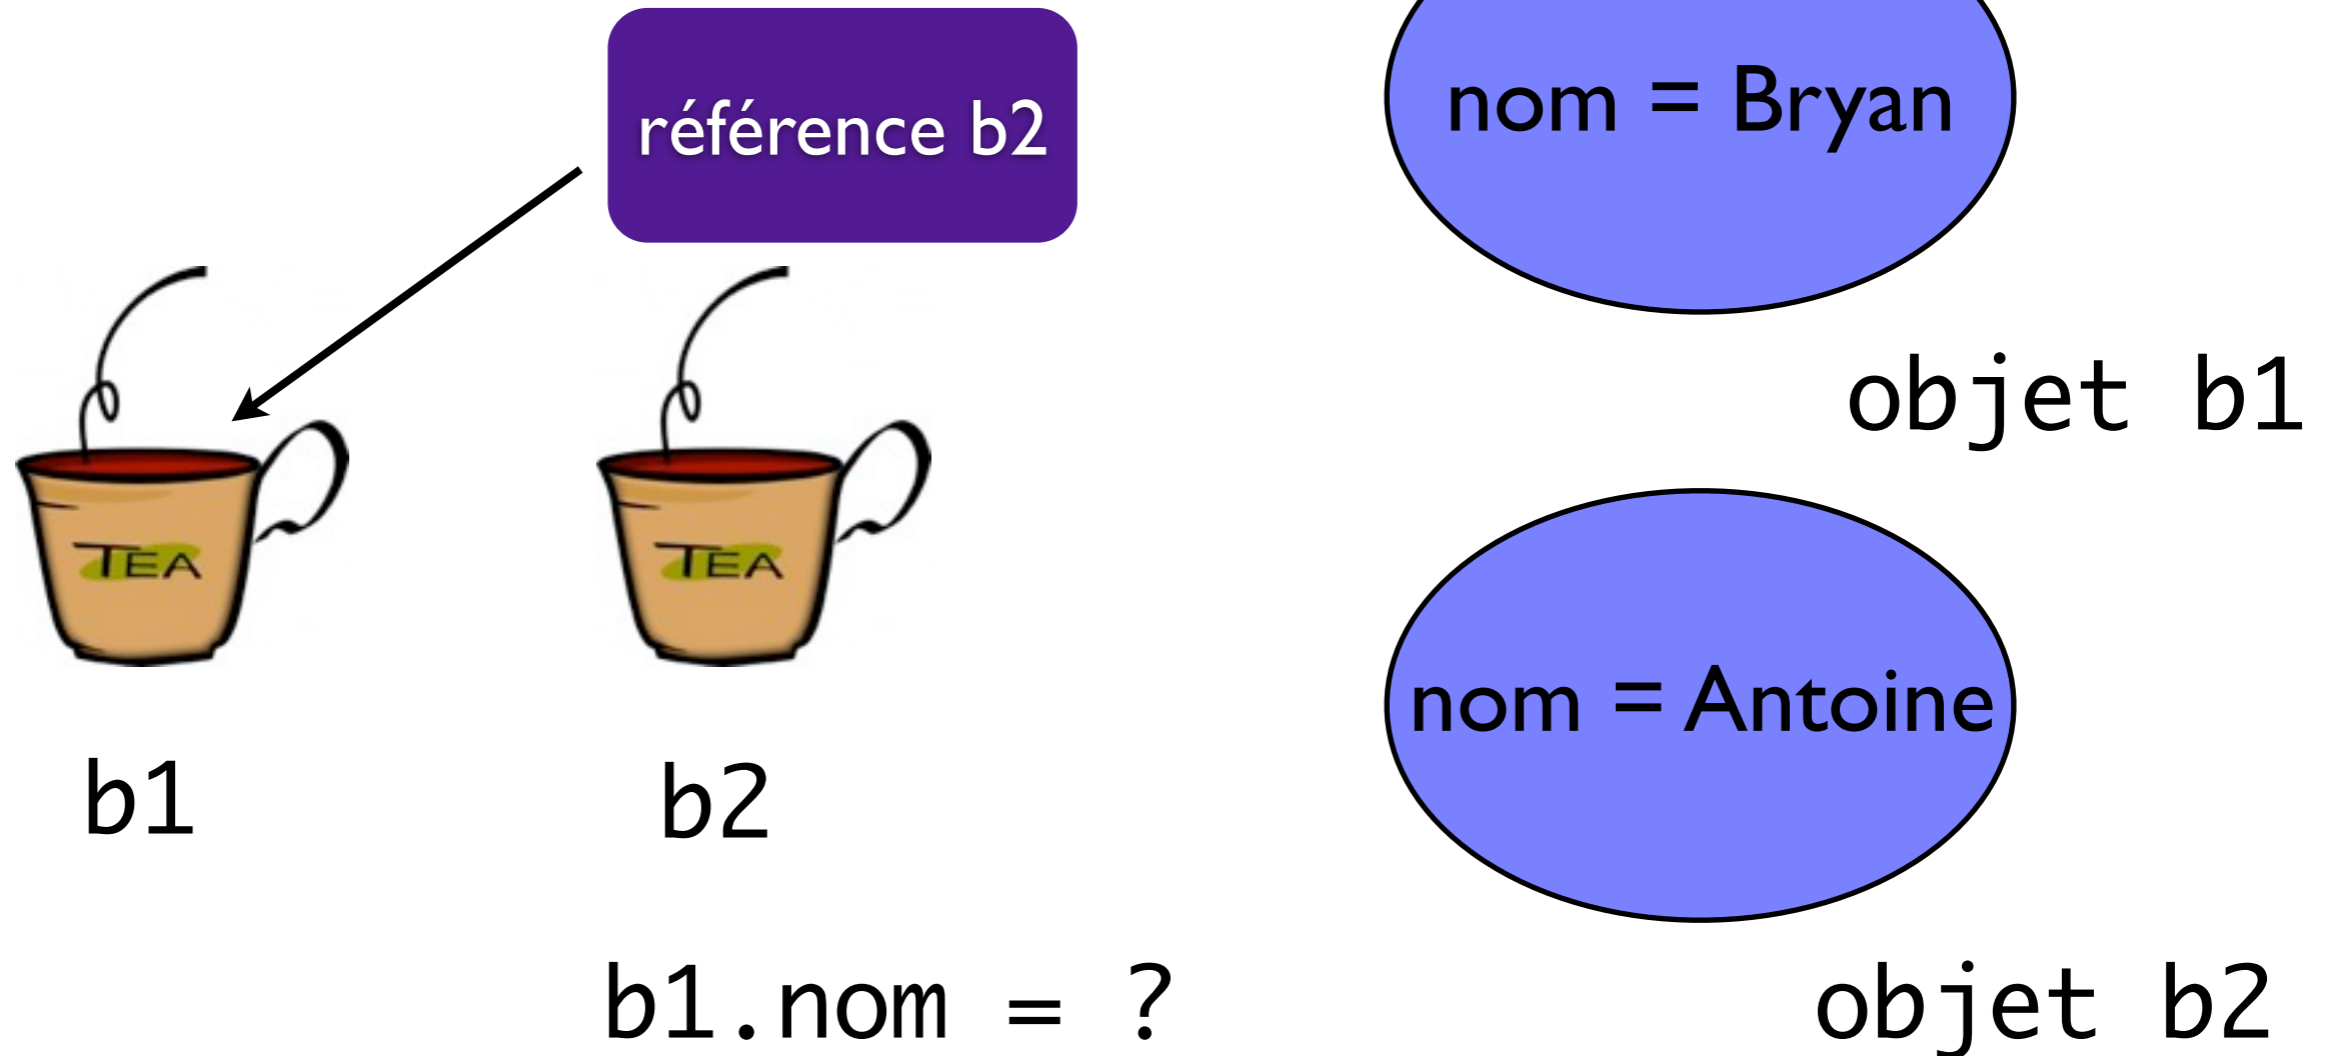 référence b2
nom = Bryan
objet b1
TEA
TEA
nom = Antoine
b1
b2
b1.nom = ?
objet b2